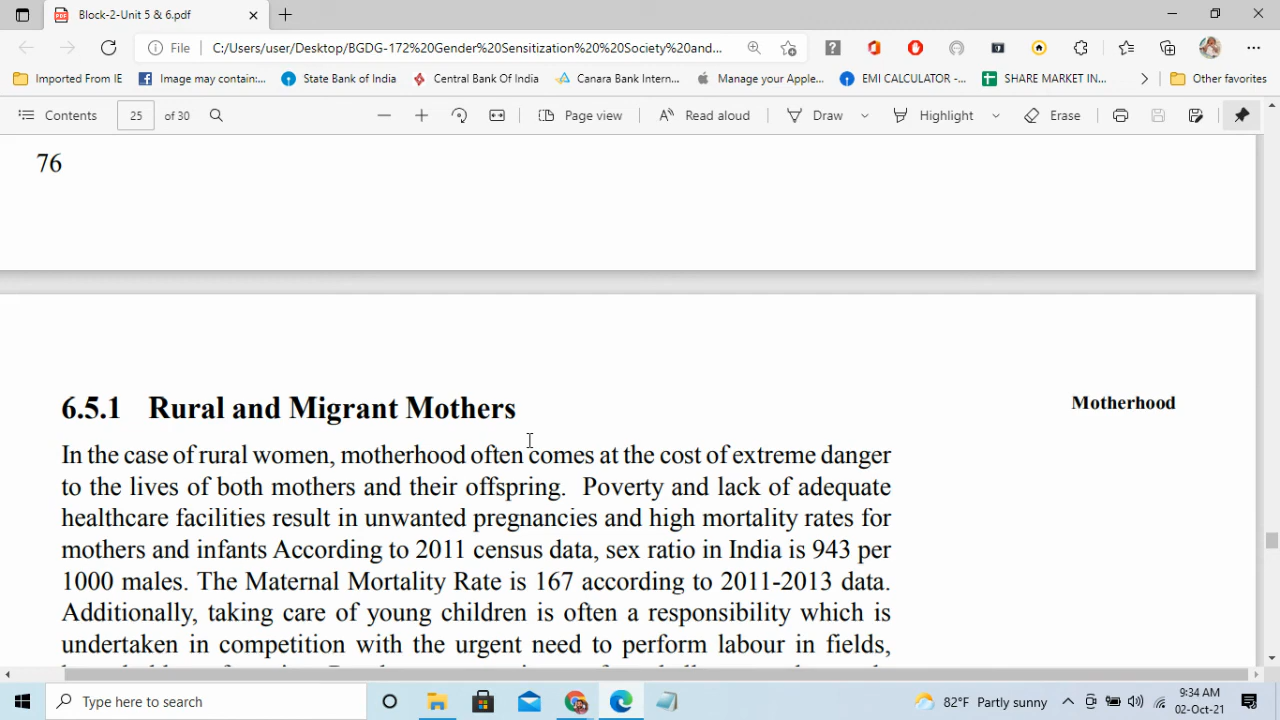 Block-2-Unit 5 & 6.pdf
File C:/Users/user/Desktop/BGDG-172%20Gender%20Sensitization%20%20Society%20and...
Imported From IE Image may contain:... State Bank of India Central Bank Of India Canara Bank Intern... Manage your Apple... EMI CALCULATOR -... SHARE MARKET IN... Other favorites
Contents 25 of 30 Page view Read aloud Draw Highlight Erase
76
6.5.1 Rural and Migrant Mothers
Motherhood
In the case of rural women, motherhood often comes at the cost of extreme danger
to the lives of both mothers and their offspring. Poverty and lack of adequate
healthcare facilities result in unwanted pregnancies and high mortality rates for
mothers and infants According to 2011 census data, sex ratio in India is 943 per
1000 males. The Maternal Mortality Rate is 167 according to 2011-2013 data.
Additionally, taking care of young children is often a responsibility which is
undertaken in competition with the urgent need to perform labour in fields,
Type here to search
82°F Partly sunny
9:34 AM
02-Oct-21